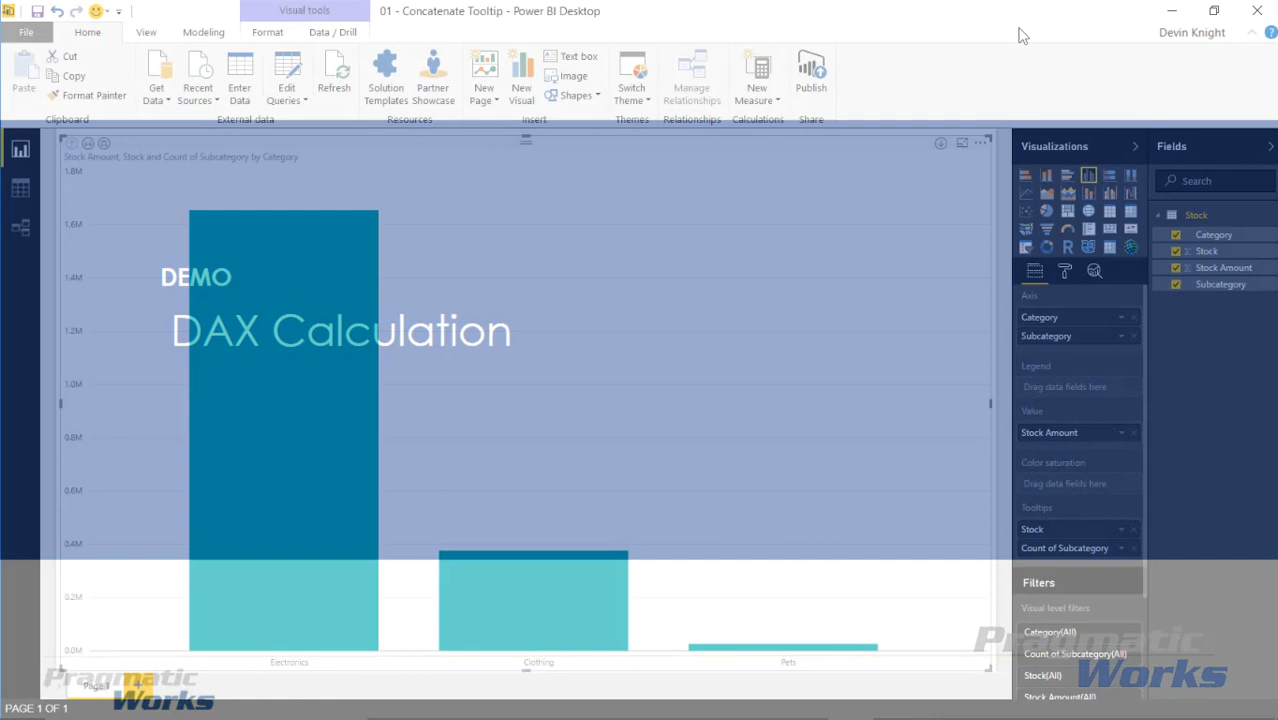 Visual tools
01 - Concatenate Tooltip - Power BI Desktop
File Home View Modeling Format Data / Drill Devin Knight
Paste Cut Copy Format Painter
Get Data Recent Sources Enter Data Edit Queries Refresh
Solution Templates Partner Showcase
New Page New Visual Text box Image Shapes
Switch Theme Manage Relationships New Measure Publish
Clipboard External data Resources Insert Themes Relationships Calculations Share
Stock Amount, Stock and Count of Subcategory by Category
1.8M
1.6M
1.4M
1.2M
1.0M
0.8M
0.6M
0.4M
0.2M
0.0M
Electronics Clothing Pets
DEMO
DAX Calculation
Visualizations
R
Axis
Category
Subcategory
Legend
Drag data fields here
Value
Stock Amount
Color saturation
Drag data fields here
Tooltips
Stock
Count of Subcategory
Filters
Visual level filters
Category(All)
Count of Subcategory(All)
Stock(All)
Stock Amount(All)
Fields
Search
Stock
Category
Stock
Stock Amount
Subcategory
Pragmatic
Works
Pragmatic
Works
Page 1
PAGE 1 OF 1